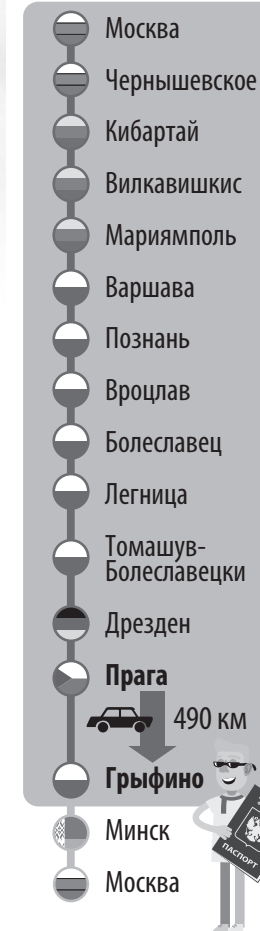 Москва
Чернышевское
Кибартай
Вилкавишкис
Мариямполь
Варшава
Познань
Вроцлав
Болеславец
Легница
Томашув-
Болеславецки
Дрезден
Прага
490 км
Грыфино
ПАСПОРТ
Минск
Москва